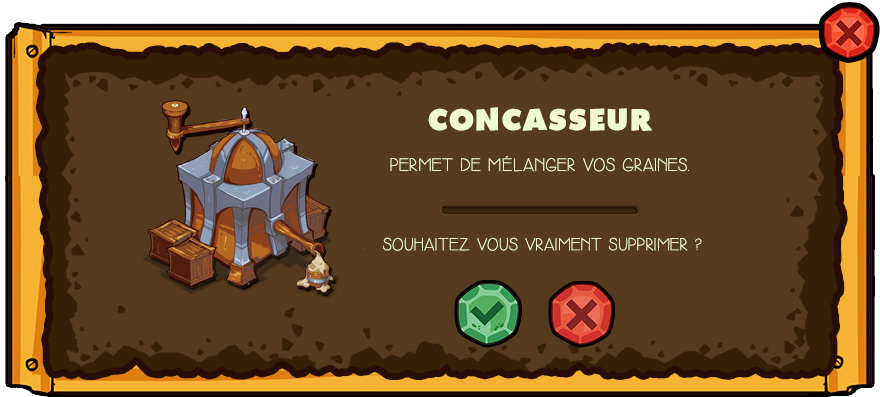 CONCASSEUR
PERMET DE MÉLANGER VOS GRAINES.
SOUHAITEZ VOUS VRAIMENT SUPPRIMER ?